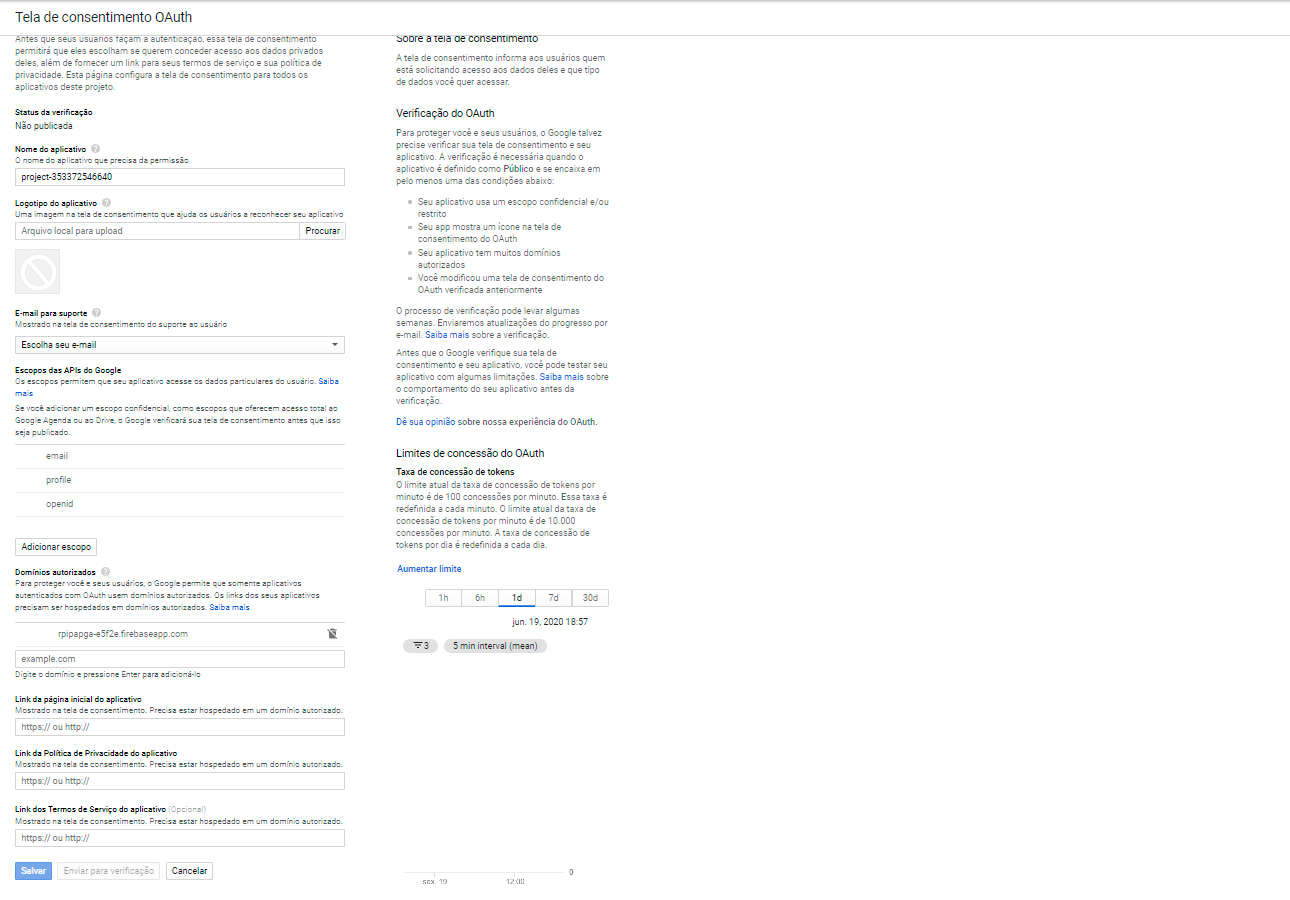 Tela de consentimento OAuth
Antes que seus usuários façam a autenticação, essa tela de consentimento
permitirá que eles escolham se querem conceder acesso aos dados privados
deles, além de fornecer um link para seus termos de serviço e sua política de
privacidade. Esta página configura a tela de consentimento para todos os
aplicativos deste projeto.
Status da verificação
Não publicada
Nome do aplicativo
O nome do aplicativo que precisa da permissão
project-353372546640
Logotipo do aplicativo
Uma imagem na tela de consentimento que ajuda os usuários a reconhecer seu aplicativo
Arquivo local para upload
Procurar
E-mail para suporte
Mostrado na tela de consentimento do suporte ao usuário
Escolha seu e-mail
Escopos das APIs do Google
Os escopos permitem que seu aplicativo acesse os dados particulares do usuário. Saiba
mais
Se você adicionar um escopo confidencial, como escopos que oferecem acesso total ao
Google Agenda ou ao Drive, o Google verificará sua tela de consentimento antes que isso
seja publicado.
email
profile
openid
Adicionar escopo
Domínios autorizados
Para proteger você e seus usuários, o Google permite que somente aplicativos
autenticados com OAuth usem domínios autorizados. Os links dos seus aplicativos
precisam ser hospedados em domínios autorizados. Saiba mais
rpipapga-e5f2e.firebaseapp.com
example.com
Digite o domínio e pressione Enter para adicioná-lo
Link da página inicial do aplicativo
Mostrado na tela de consentimento. Precisa estar hospedado em um domínio autorizado.
https:// ou http://
Link da Política de Privacidade do aplicativo
Mostrado na tela de consentimento. Precisa estar hospedado em um domínio autorizado.
https:// ou http://
Link dos Termos de Serviço do aplicativo (Opcional)
Mostrado na tela de consentimento. Precisa estar hospedado em um domínio autorizado.
https:// ou http://
Salvar
Enviar para verificação
Cancelar
Sobre a tela de consentimento
A tela de consentimento informa aos usuários quem
está solicitando acesso aos dados deles e que tipo
de dados você quer acessar.
Verificação do OAuth
Para proteger você e seus usuários, o Google talvez
precise verificar sua tela de consentimento e seu
aplicativo. A verificação é necessária quando o
aplicativo é definido como Público e se encaixa em
pelo menos uma das condições abaixo:
Seu aplicativo usa um escopo confidencial e/ou
restrito
Seu app mostra um ícone na tela de
consentimento do OAuth
Seu aplicativo tem muitos domínios
autorizados
Você modificou uma tela de consentimento do
OAuth verificada anteriormente
O processo de verificação pode levar algumas
semanas. Enviaremos atualizações do progresso por
e-mail. Saiba mais sobre a verificação.
Antes que o Google verifique sua tela de
consentimento e seu aplicativo, você pode testar seu
aplicativo com algumas limitações. Saiba mais sobre
o comportamento do seu aplicativo antes da
verificação.
Dê sua opinião sobre nossa experiência do OAuth.
Limites de concessão do OAuth
Taxa de concessão de tokens
O limite atual da taxa de concessão de tokens por
minuto é de 100 concessões por minuto. Essa taxa é
redefinida a cada minuto. O limite atual da taxa de
concessão de tokens por minuto é de 10.000
concessões por minuto. A taxa de concessão de
tokens por dia é redefinida a cada dia.
Aumentar limite
1h 6h 1d 7d 30d
jun. 19, 2020 18:57
3
5 min interval (mean)
0
sex. 19 12:00